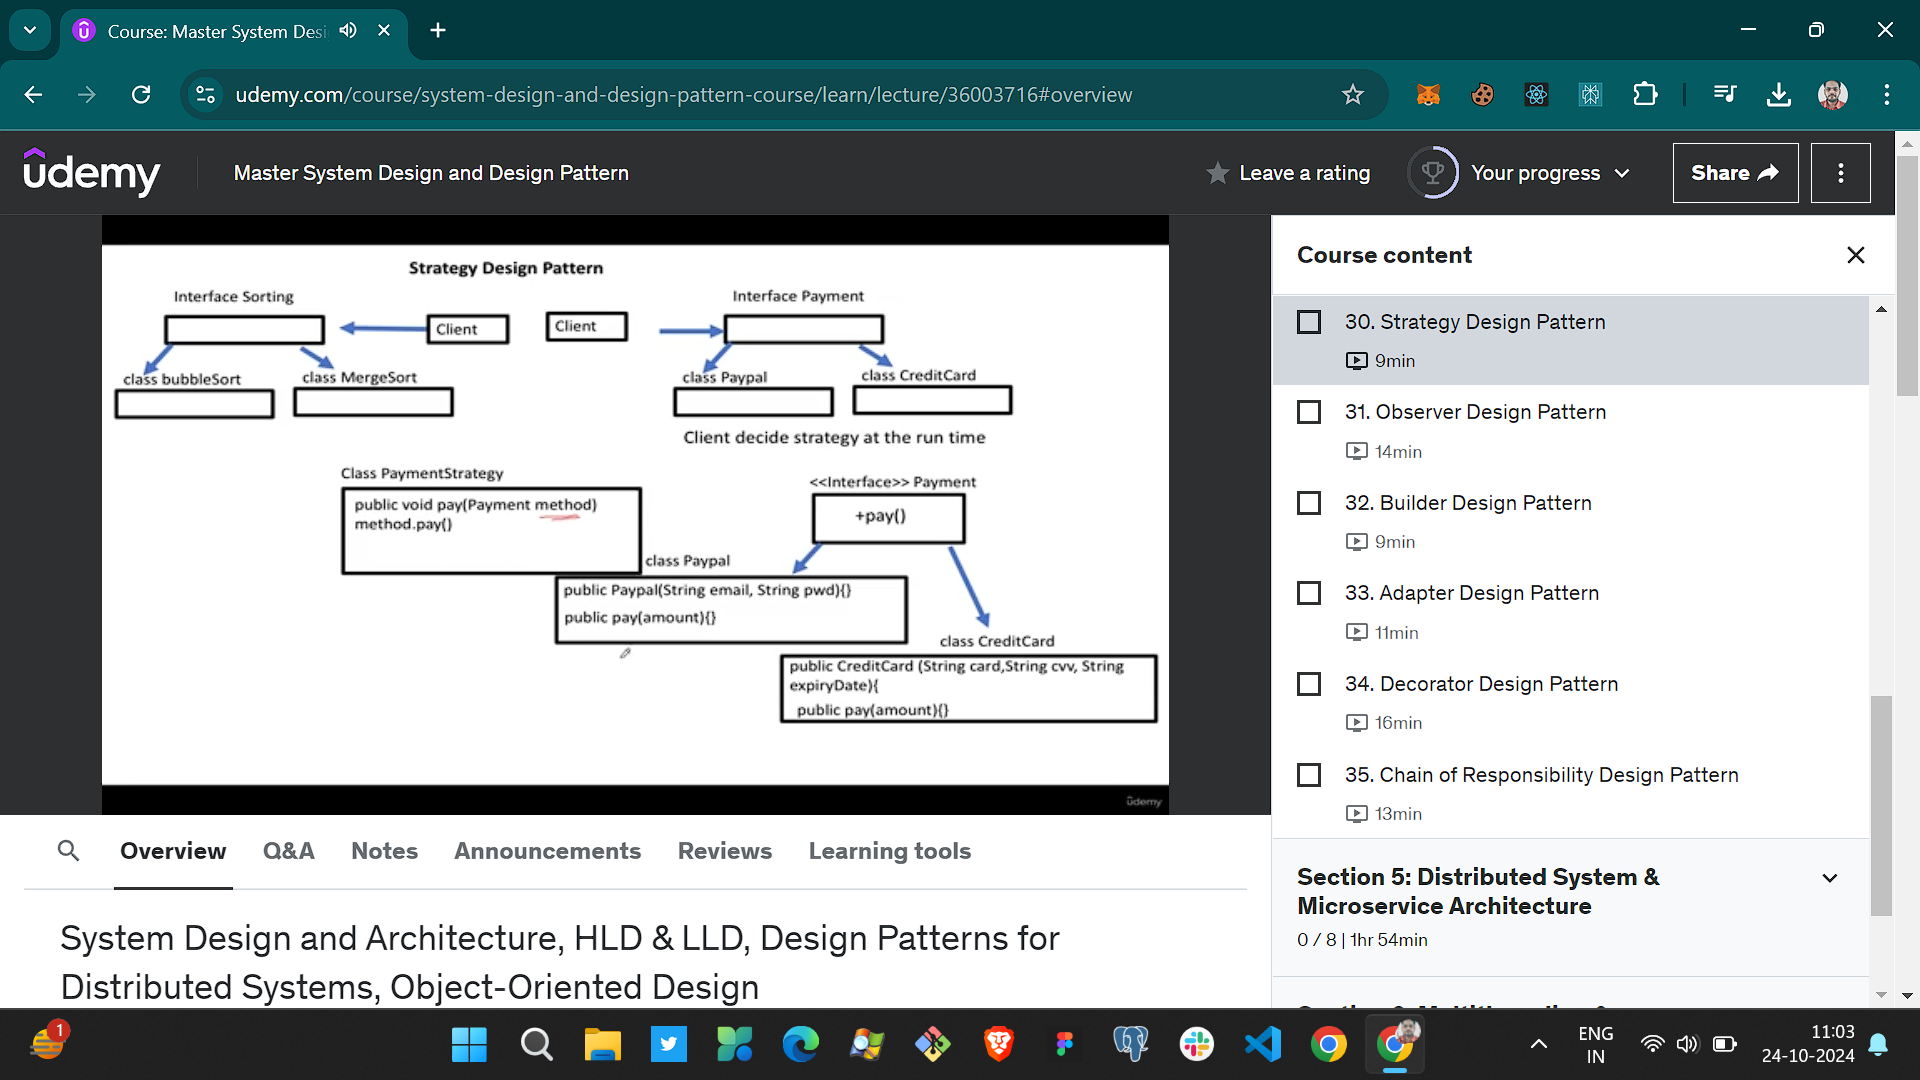 Course: Master System Desi
udemy.com/course/system-design-and-design-pattern-course/learn/lecture/36003716#overview
udemy
Master System Design and Design Pattern
Leave a rating
Your progress
Share
Strategy Design Pattern
Interface Sorting
Interface Payment
Client
Client
class bubbleSort
class MergeSort
class Paypal
class CreditCard
Client decide strategy at the run time
Class PaymentStrategy
public void pay(Payment method)
method.pay()
<<Interface>> Payment
+pay()
class Paypal
public Paypal(String email, String pwd){}
public pay(amount){}
class CreditCard
public CreditCard (String card,String cvv, String
expiryDate){
public pay(amount){}
udemy
Course content
30. Strategy Design Pattern
9min
31. Observer Design Pattern
14min
32. Builder Design Pattern
9min
33. Adapter Design Pattern
11min
34. Decorator Design Pattern
16min
35. Chain of Responsibility Design Pattern
13min
Section 5: Distributed System &
Microservice Architecture
0 / 8 | 1hr 54min
Overview
Q&A
Notes
Announcements
Reviews
Learning tools
System Design and Architecture, HLD & LLD, Design Patterns for
Distributed Systems, Object-Oriented Design
1
ENG
IN
11:03
24-10-2024